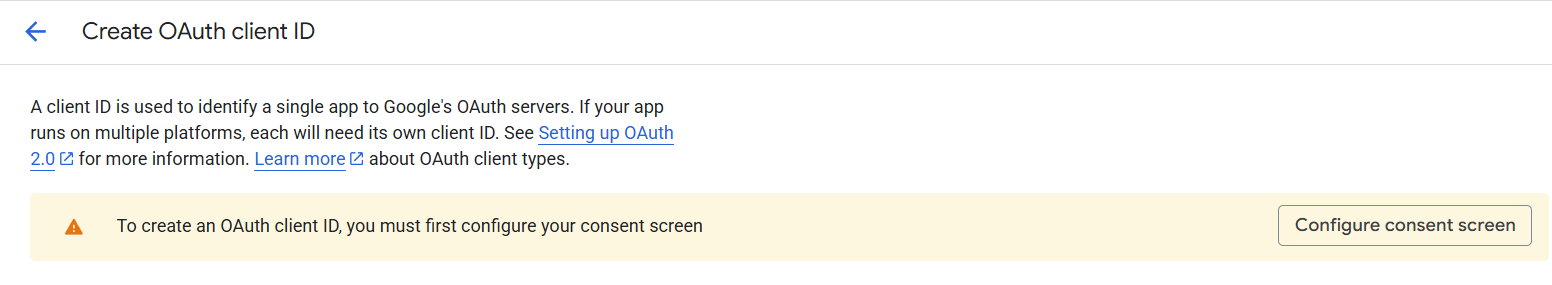 Create OAuth client ID
A client ID is used to identify a single app to Google's OAuth servers. If your app
runs on multiple platforms, each will need its own client ID. See Setting up OAuth
2.0 for more information. Learn more about OAuth client types.
To create an OAuth client ID, you must first configure your consent screen
Configure consent screen